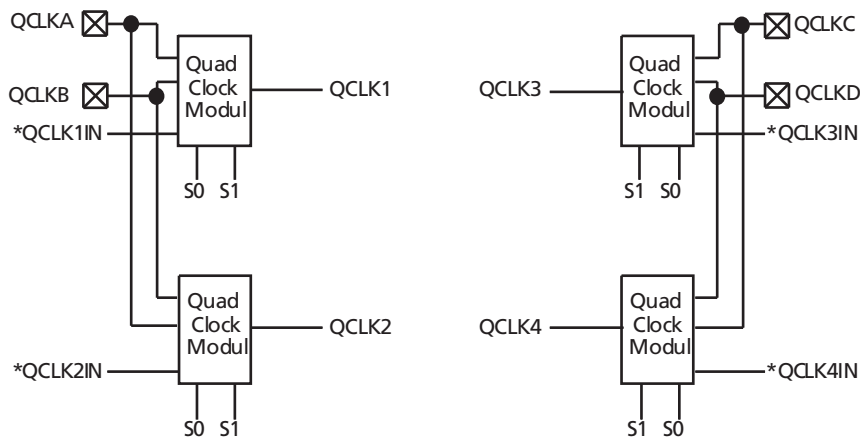 QCLKA
QCLKB
*QCLK1IN
Quad
Clock
Modul
QCLK1
S0 S1
QCLK3
Quad
Clock
Modul
QCLKC
QCLKD
*QCLK3IN
S1 S0
Quad
Clock
Modul
QCLK2
*QCLK2IN
S0 S1
QCLK4
Quad
Clock
Modul
*QCLK4IN
S1 S0